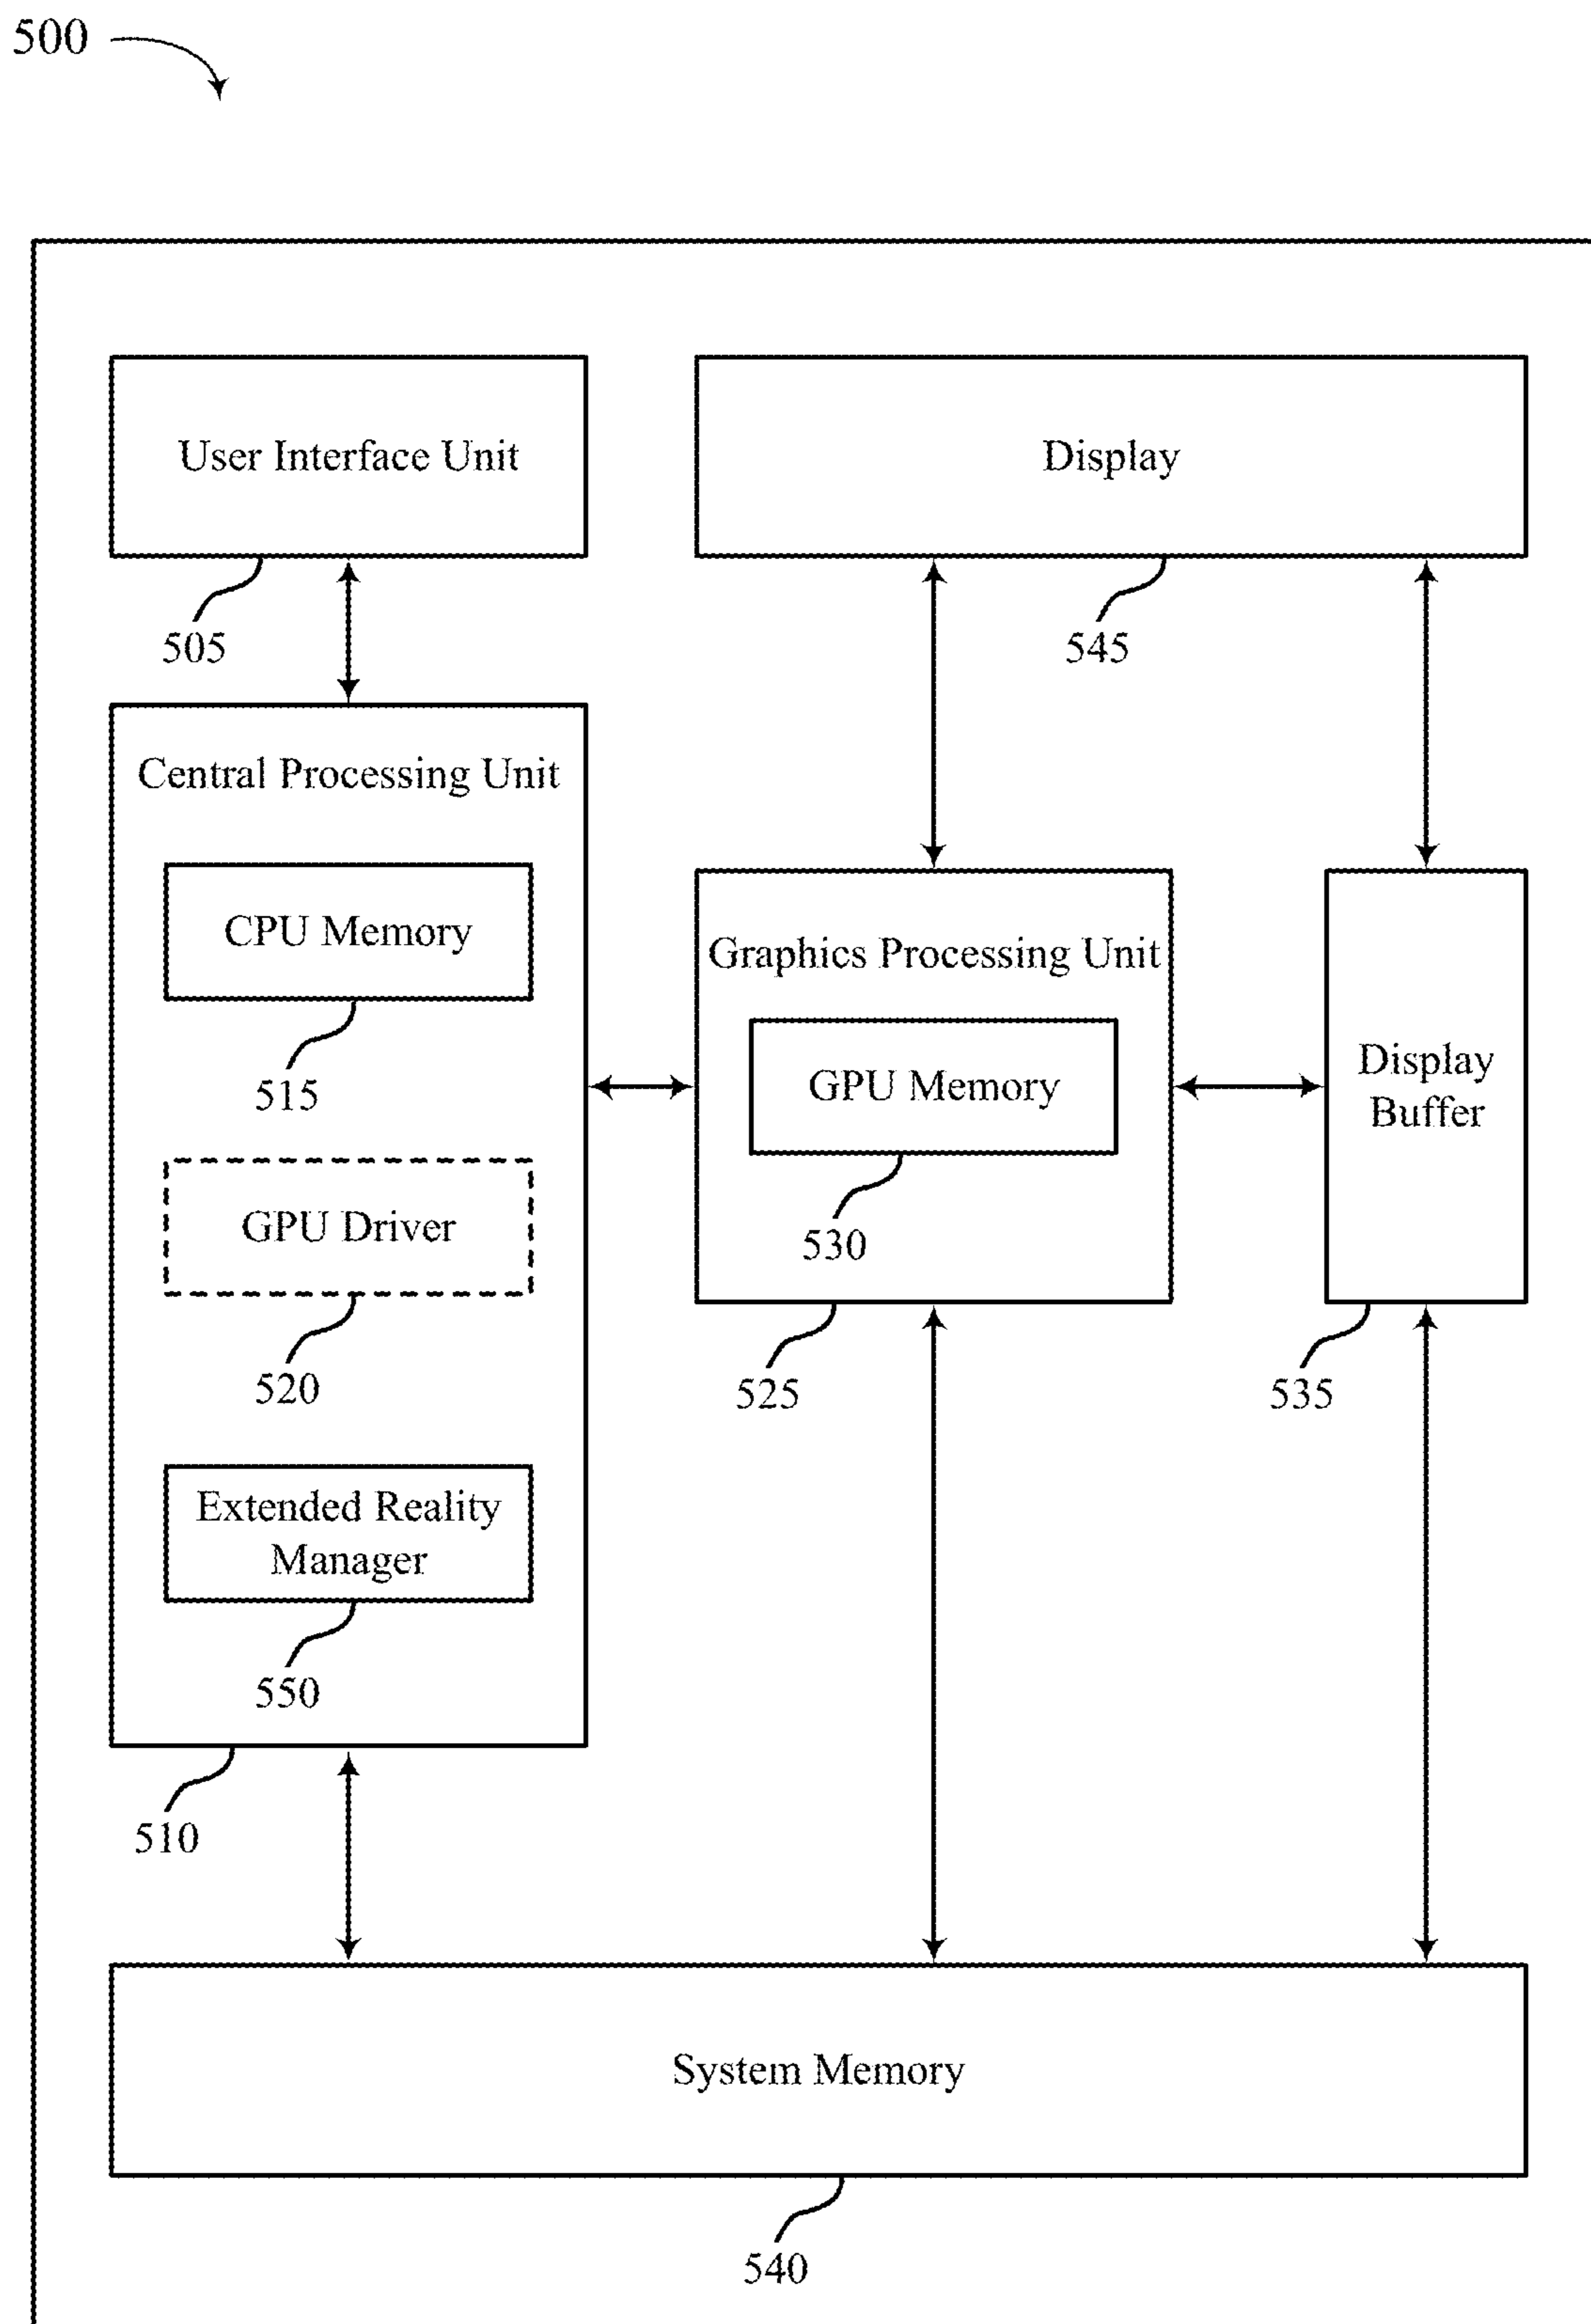 500
User Interface Unit
Display
505
545
Central Processing Unit
CPU Memory
515
GPU Driver
520
Extended Reality
Manager
550
510
Graphics Processing Unit
GPU Memory
530
525
Display
Buffer
535
System Memory
540